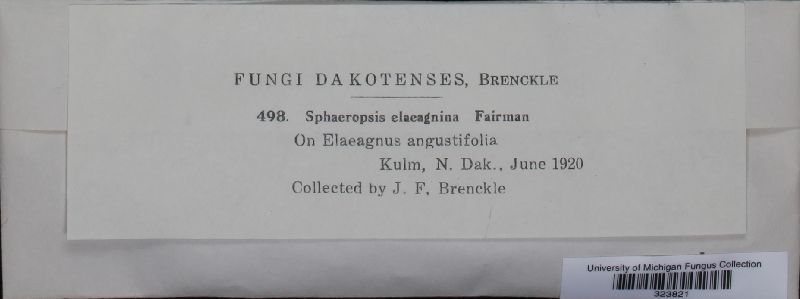 FUNGI DAKOTENSES, BRENCKLE
498. Sphaeropsis elaeagnina Fairman
On Elaeagnus angustifolia
Kulm, N. Dak., June 1920
Collected by J. F. Brenckle
University of Michigan Fungus Collection
323821